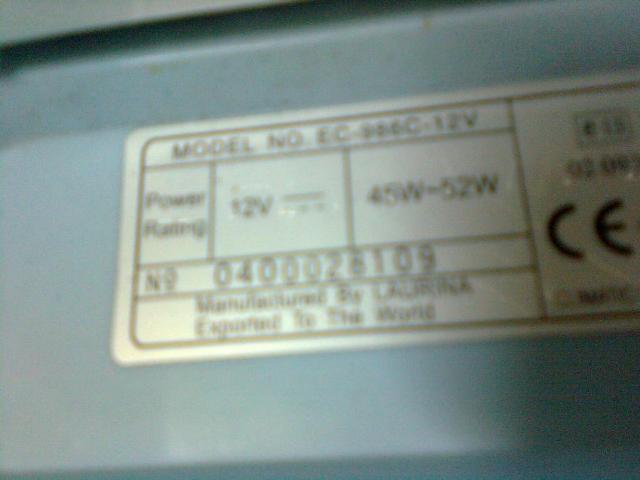 MODEL NO. EC-986C-12V
Power Rating
12V
45W-52W
NO 0400028109
Manufactured By LAURINA
Exported To The World
CE